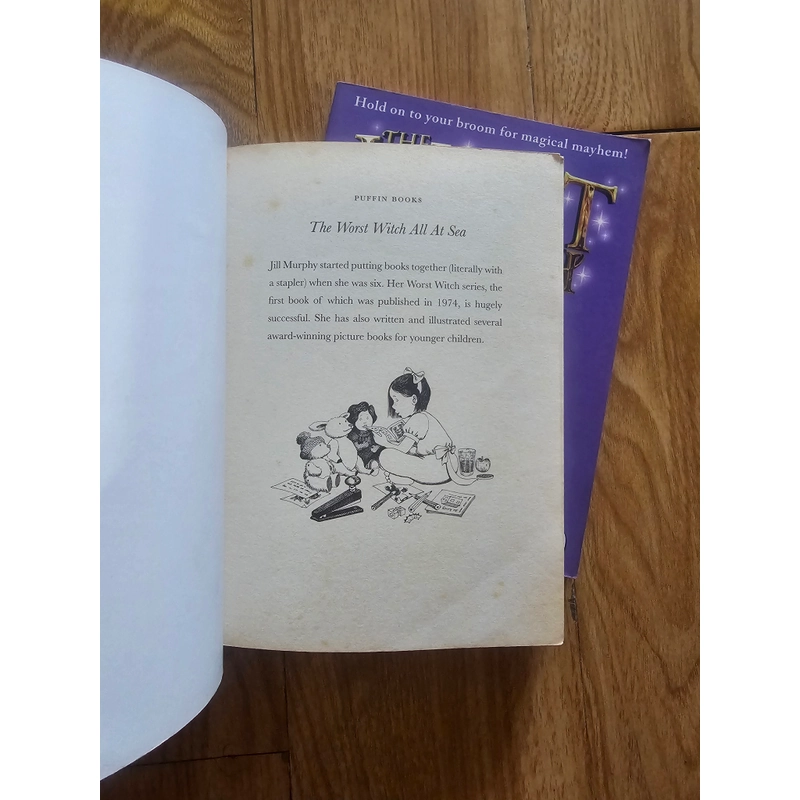 Hold on to your broom for magical mayhem!
THE
PUFFIN BOOKS
The Worst Witch All At Sea
Jill Murphy started putting books together (literally with
a stapler) when she was six. Her Worst Witch series, the
first book of which was published in 1974, is hugely
successful. She has also written and illustrated several
award-winning picture books for younger children.